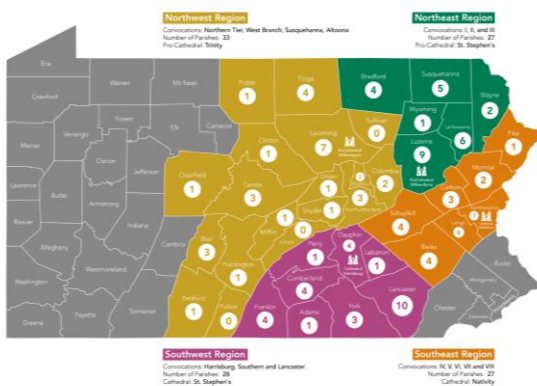 Northwest Region
Convocations: Northern Tier, West Branch, Susquehanna, Altoona
Number of Parishes: 33
Pro-Cathedral: Trinity
Northeast Region
Convocations: I, II, and III
Number of Parishes: 27
Pro-Cathedral: St. Stephen's
Erie
Crawford
Warren
Mc Kean
Potter
1
Tioga
4
Bradford
4
Susquehanna
5
Wayne
2
Forest
Elk
Cameron
Mercer
Venango
Clarion
Jefferson
Lycoming
7
Sullivan
0
Wyoming
1
Lackawanna
6
Luzerne
9
Pike
1
Clinton
1
Clearfield
1
Centre
3
Union
1
Columbia
2
3
Northumberland
Snyder
1
Monroe
2
Carbon
3
Northampton
Lehigh
Lawrence
Butler
Armstrong
Indiana
Beaver
Allegheny
Westmoreland
Cambria
Blair
3
Huntington
1
Mifflin
1
Juniata
0
Schuylkill
4
Berks
4
Perry
1
Dauphin
4
Cathedral
Harrisburg
Lebanon
1
Cumberland
4
Lancaster
10
Bucks
Montgomery
Chester
Delaware
Washington
Greene
Fayette
Somerset
Bedford
1
Fulton
0
Franklin
4
Adams
1
York
3
Southwest Region
Convocations: Harrisburg, Southern and Lancaster
Number of Parishes: 28
Cathedral: St. Stephen's
Southeast Region
Convocations: IV, V, VI, VII and VIII
Number of Parishes: 27
Cathedral: Nativity